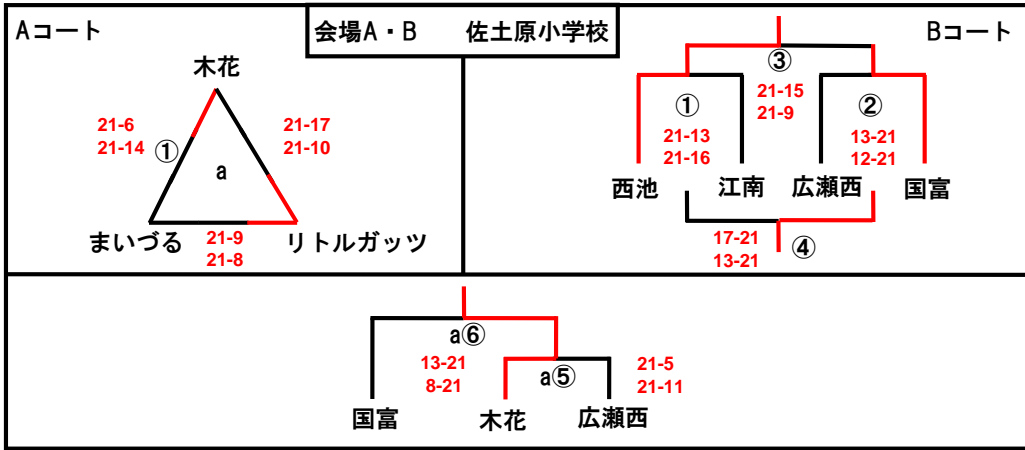 Aコート
会場A・B 佐土原小学校
Bコート
木花
21-6
21-14
①
21-17
21-10
a
まいづる
21-9
21-8
リトルガッツ
③
21-15
21-9
①
21-13
21-16
②
13-21
12-21
西池
江南
広瀬西
国富
17-21
13-21
④
a⑥
13-21
8-21
a⑤
21-5
21-11
国富
木花
広瀬西